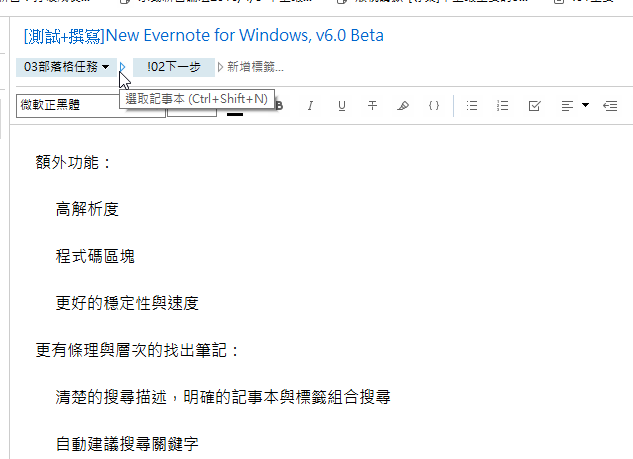 [測試+撰寫]New Evernote for Windows, v6.0 Beta
03部落格任務 !02下一步 新增標籤...
選取記事本 (Ctrl+Shift+N)
微軟正黑體 B I U T { }
額外功能：
高解析度
程式碼區塊
更好的穩定性與速度
更有條理與層次的找出筆記：
清楚的搜尋描述，明確的記事本與標籤組合搜尋
自動建議搜尋關鍵字